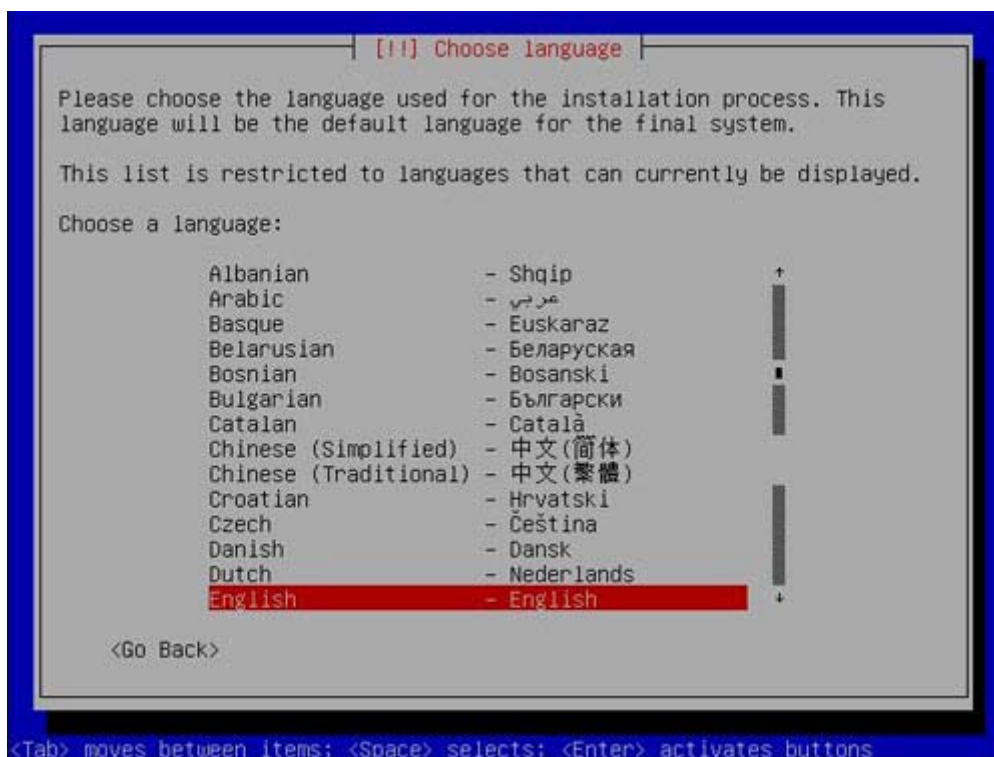 [!!] Choose language
Please choose the language used for the installation process. This
language will be the default language for the final system.
This list is restricted to languages that can currently be displayed.
Choose a language:
Albanian - Shqip
Arabic - عربي
Basque - Euskaraz
Belarusian - Беларуская
Bosnian - Bosanski
Bulgarian - Български
Catalan - Català
Chinese (Simplified) - 中文(简体)
Chinese (Traditional) - 中文(繁體)
Croatian - Hrvatski
Czech - Čeština
Danish - Dansk
Dutch - Nederlands
English - English
<Go Back>
<Tab> moves between items; <Space> selects; <Enter> activates buttons